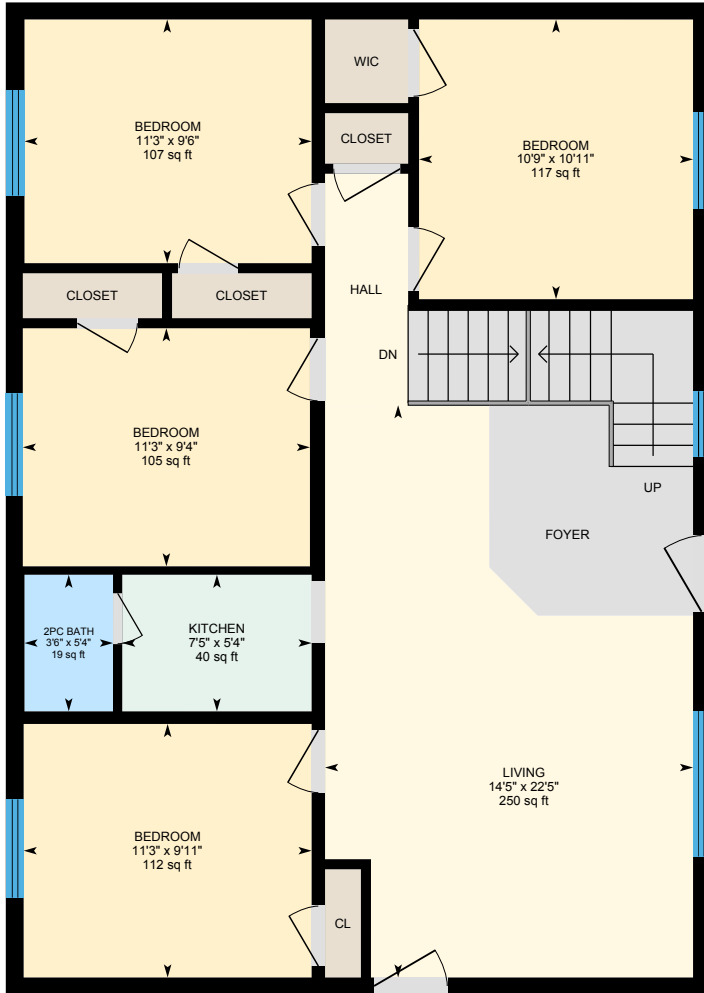 WIC
BEDROOM
11'3" x 9'6"
107 sq ft
CLOSET
BEDROOM
10'9" x 10'11"
117 sq ft
HALL
CLOSET
CLOSET
DN
BEDROOM
11'3" x 9'4"
105 sq ft
UP
FOYER
2PC BATH
3'6" x 5'4"
19 sq ft
KITCHEN
7'5" x 5'4"
40 sq ft
LIVING
14'5" x 22'5"
250 sq ft
BEDROOM
11'3" x 9'11"
112 sq ft
CL